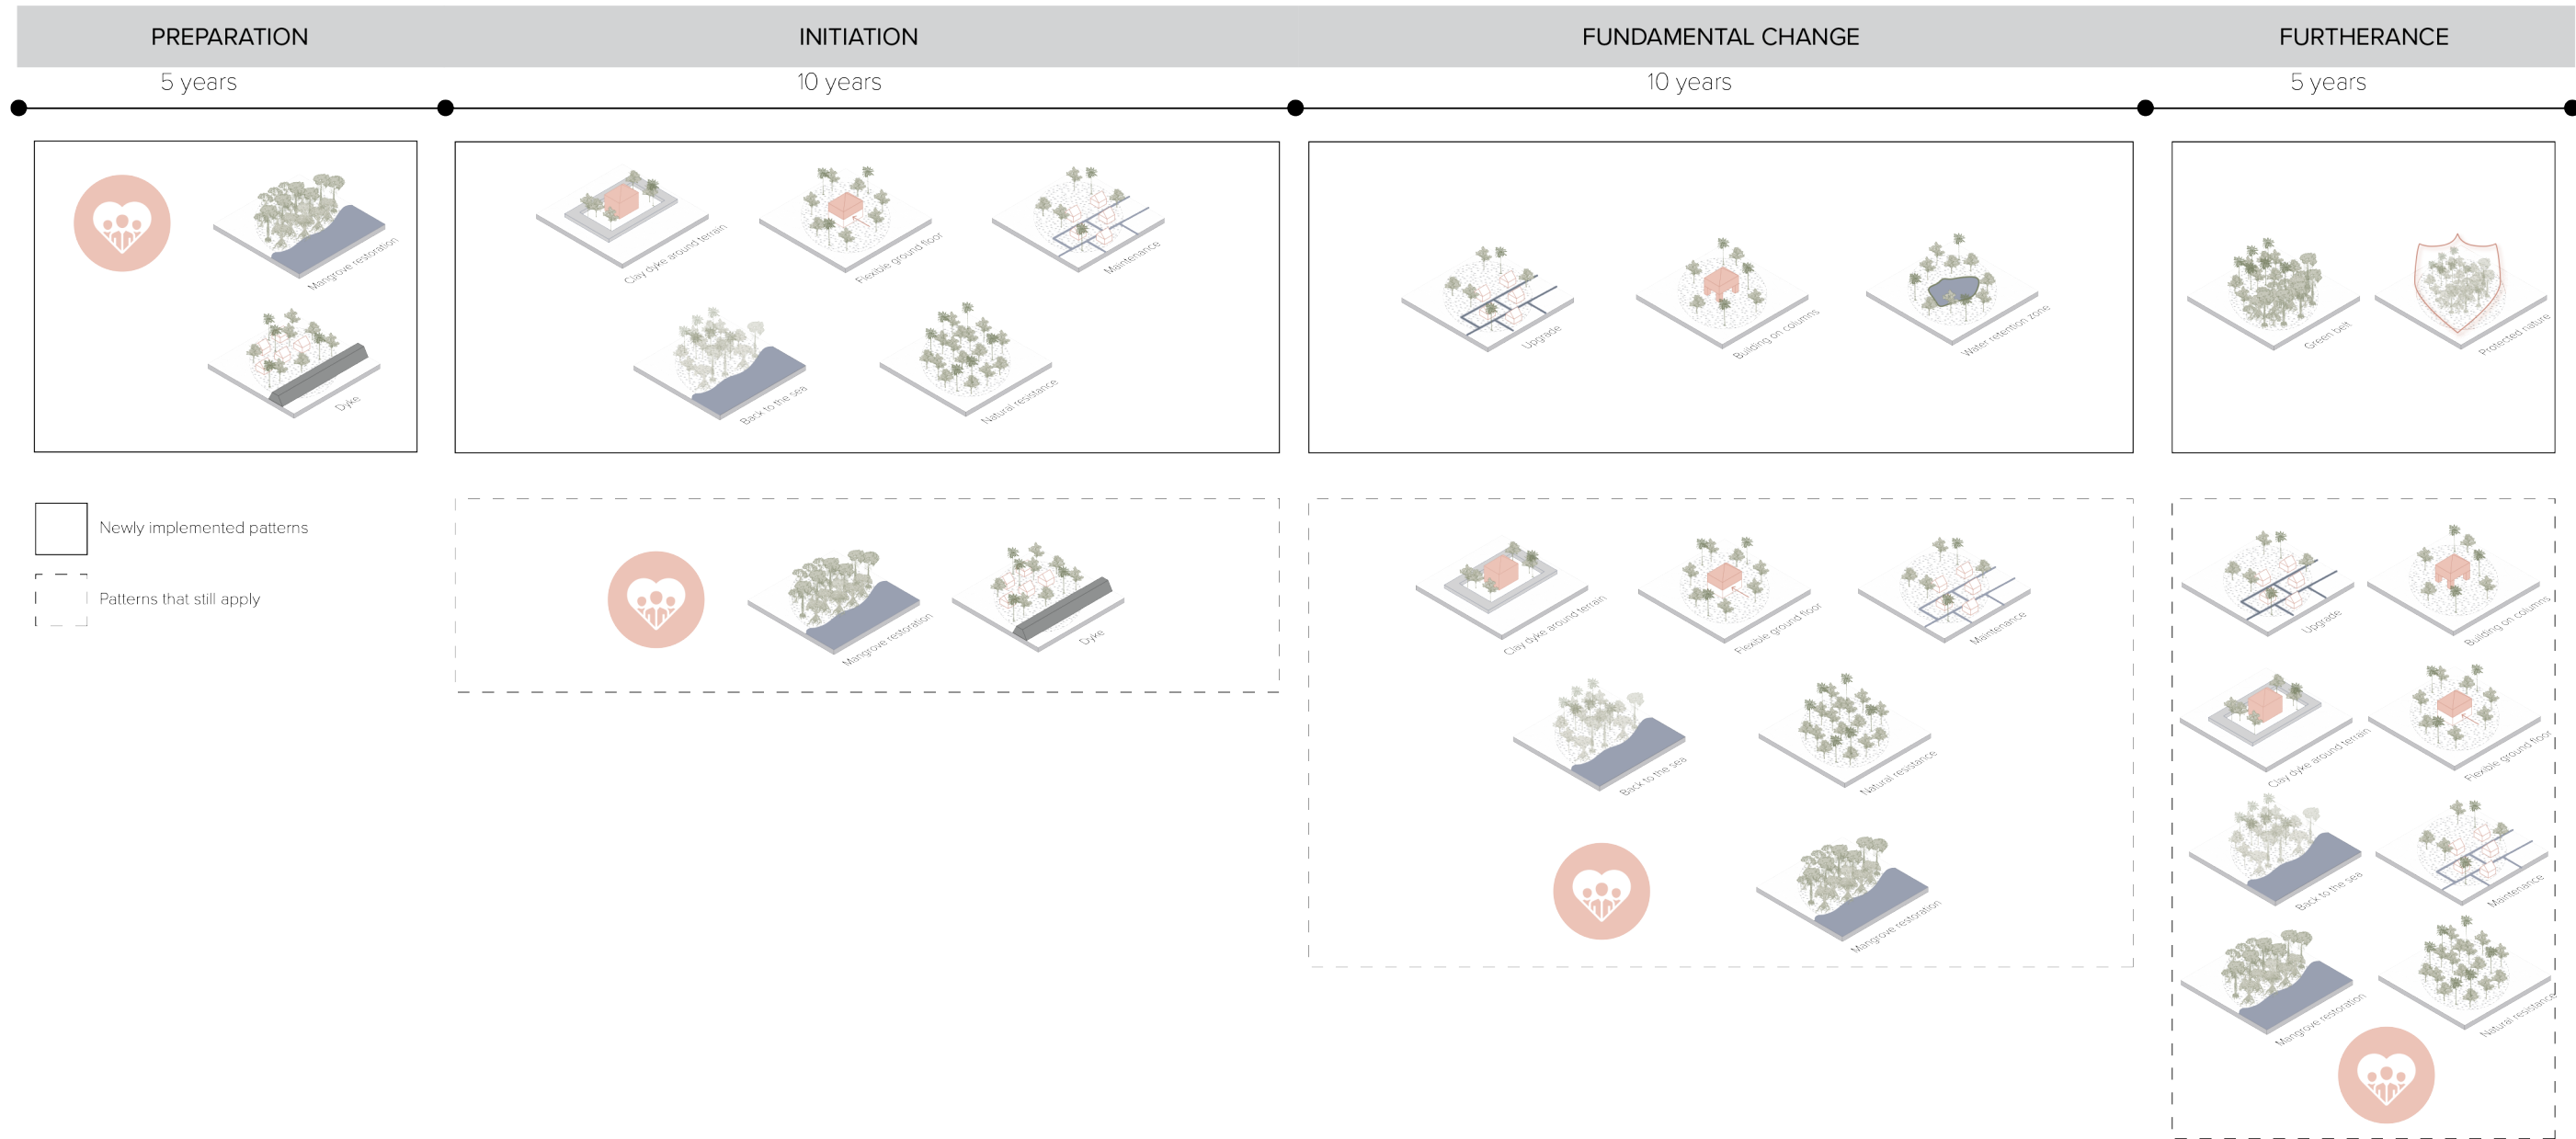 PREPARATION
INITIATION
FUNDAMENTAL CHANGE
FURTHERANCE
5 years
10 years
10 years
5 years
Mangrove restoration
Dyke
Clay dyke around terrain
Flexible ground floor
Maintenance
Back to the sea
Natural resistance
Upgrade
Building on columns
Water retention zone
Green belt
Protected nature
Newly implemented patterns
Patterns that still apply
Mangrove restoration
Dyke
Clay dyke around terrain
Flexible ground floor
Maintenance
Back to the sea
Natural resistance
Mangrove restoration
Upgrade
Building on columns
Clay dyke around terrain
Flexible ground floor
Back to the sea
Maintenance
Mangrove restoration
Natural resistance